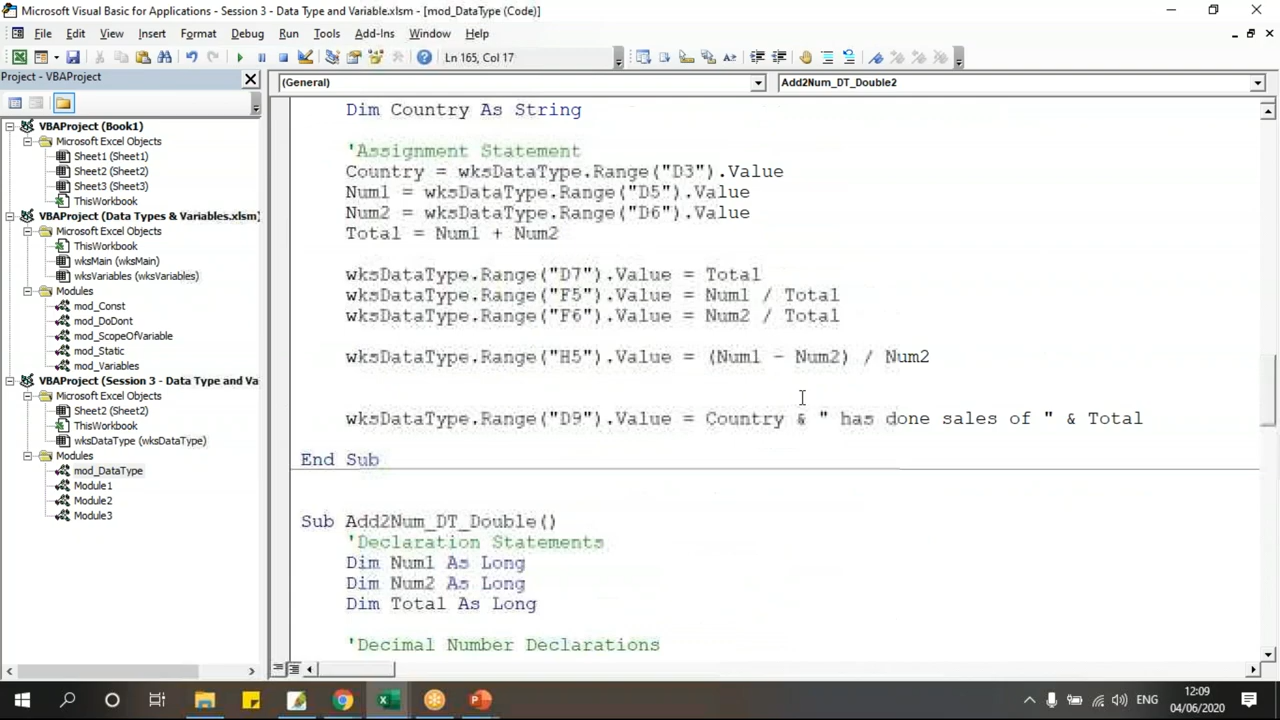 Microsoft Visual Basic for Applications - Session 3 - Data Type and Variable.xlsm - [mod_DataType (Code)]
File Edit View Insert Format Debug Run Tools Add-Ins Window Help
Ln 165, Col 17
Project - VBAProject
(General)
Add2Num_DT_Double2
VBAProject (Book1)
Microsoft Excel Objects
Sheet1 (Sheet1)
Sheet2 (Sheet2)
Sheet3 (Sheet3)
ThisWorkbook
VBAProject (Data Types & Variables.xlsm)
Microsoft Excel Objects
ThisWorkbook
wksMain (wksMain)
wksVariables (wksVariables)
Modules
mod_Const
mod_DoDont
mod_ScopeOfVariable
mod_Static
mod_Variables
VBAProject (Session 3 - Data Type and Va
Microsoft Excel Objects
Sheet2 (Sheet2)
ThisWorkbook
wksDataType (wksDataType)
Modules
mod_DataType
Module1
Module2
Module3
Dim Country As String
'Assignment Statement
Country = wksDataType.Range("D3").Value
Num1 = wksDataType.Range("D5").Value
Num2 = wksDataType.Range("D6").Value
Total = Num1 + Num2
wksDataType.Range("D7").Value = Total
wksDataType.Range("F5").Value = Num1 / Total
wksDataType.Range("F6").Value = Num2 / Total
wksDataType.Range("H5").Value = (Num1 - Num2) / Num2
wksDataType.Range("D9").Value = Country & " has done sales of " & Total
End Sub
Sub Add2Num_DT_Double()
'Declaration Statements
Dim Num1 As Long
Dim Num2 As Long
Dim Total As Long
'Decimal Number Declarations
ENG
12:09
04/06/2020